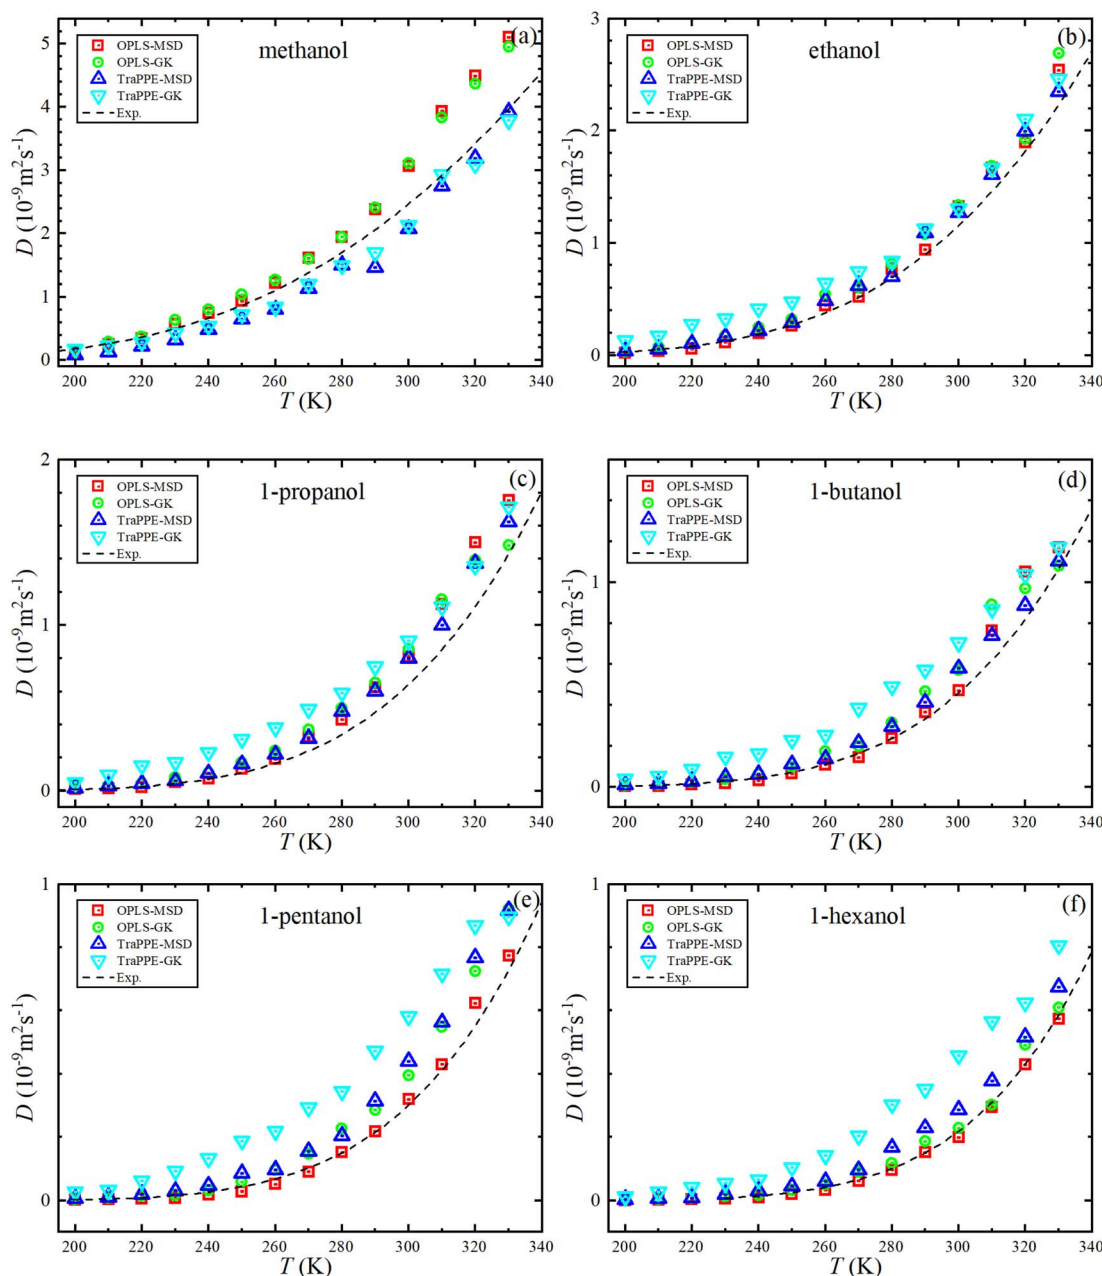 (a)
methanol
OPLS-MSD
OPLS-GK
TraPPE-MSD
TraPPE-GK
Exp.
5
4
3
2
1
0
D (10⁻⁹m²s⁻¹)
200 220 240 260 280 300 320 340
T (K)
(b)
ethanol
OPLS-MSD
OPLS-GK
TraPPE-MSD
TraPPE-GK
Exp.
3
2
1
0
D (10⁻⁹m²s⁻¹)
200 220 240 260 280 300 320 340
T (K)
(c)
1-propanol
OPLS-MSD
OPLS-GK
TraPPE-MSD
TraPPE-GK
Exp.
2
1
0
D (10⁻⁹m²s⁻¹)
200 220 240 260 280 300 320 340
T (K)
(d)
1-butanol
OPLS-MSD
OPLS-GK
TraPPE-MSD
TraPPE-GK
Exp.
1
0
D (10⁻⁹m²s⁻¹)
200 220 240 260 280 300 320 340
T (K)
(e)
1-pentanol
OPLS-MSD
OPLS-GK
TraPPE-MSD
TraPPE-GK
Exp.
1
0
D (10⁻⁹m²s⁻¹)
200 220 240 260 280 300 320 340
T (K)
(f)
1-hexanol
OPLS-MSD
OPLS-GK
TraPPE-MSD
TraPPE-GK
Exp.
1
0
D (10⁻⁹m²s⁻¹)
200 220 240 260 280 300 320 340
T (K)